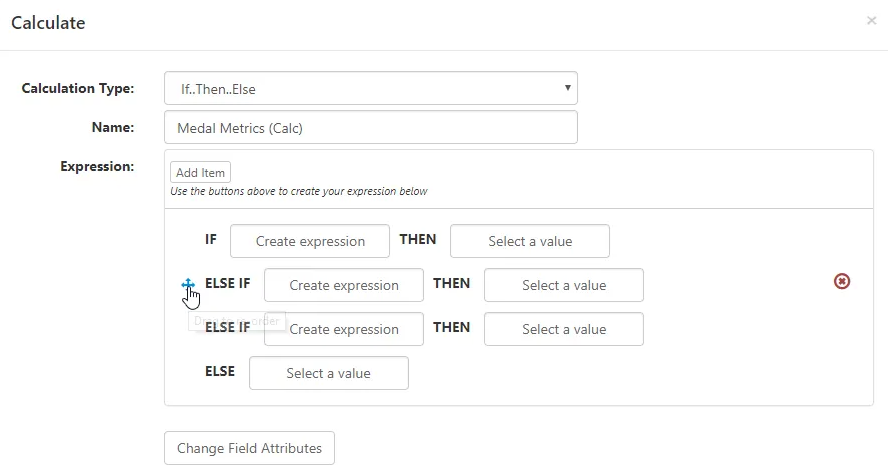 Calculate
×
Calculation Type: If..Then..Else
Name: Medal Metrics (Calc)
Expression:
Add Item
Use the buttons above to create your expression below
IF Create expression THEN Select a value
ELSE IF Create expression THEN Select a value
Drag to re-order
ELSE IF Create expression THEN Select a value
ELSE Select a value
Change Field Attributes